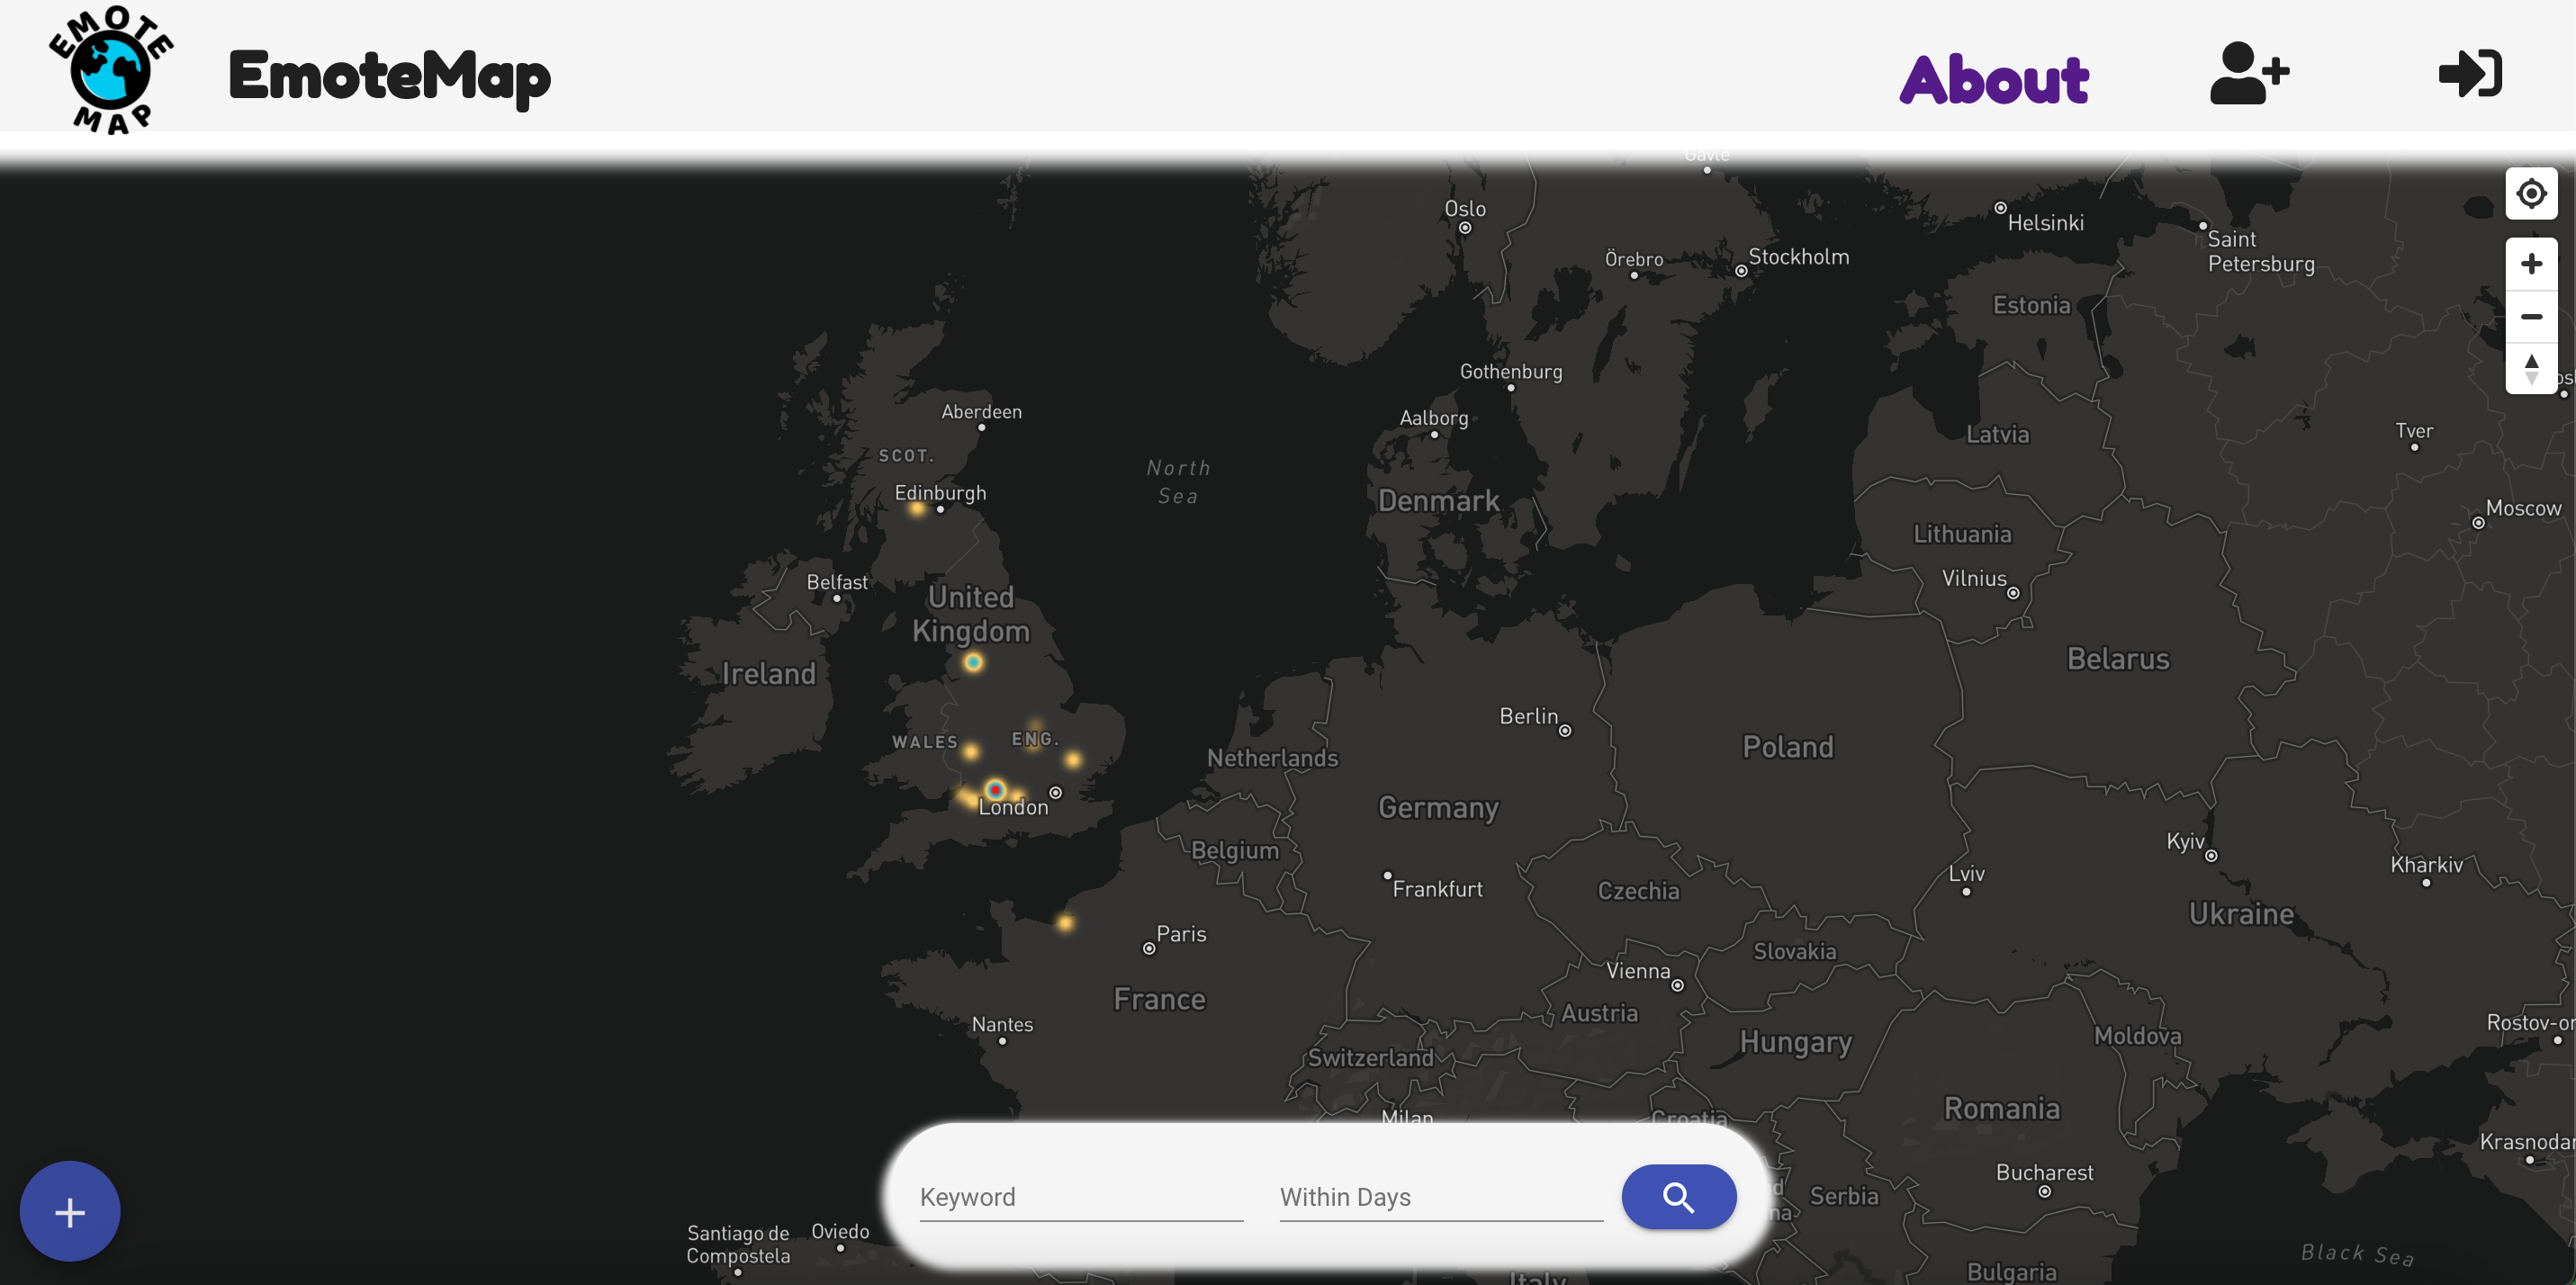 EMOTE
MAP
EmoteMap
About
Gävle
Oslo
Helsinki
Saint
Petersburg
Örebro
Stockholm
Estonia
Gothenburg
Aalborg
Aberdeen
Latvia
Tver
SCOT.
North
Sea
Edinburgh
Denmark
Moscow
Lithuania
Vilnius
Belfast
United
Kingdom
Ireland
Belarus
Berlin
WALES
ENG.
Netherlands
Poland
London
Germany
Belgium
Kyiv
Kharkiv
Lviv
Frankfurt
Czechia
Ukraine
Paris
Slovakia
Vienna
France
Austria
Nantes
Rostov-on
Moldova
Hungary
Switzerland
Milan
Croatia
Romania
Krasnodar
Bucharest
Keyword
Within Days
Serbia
Santiago de
Compostela
Oviedo
Black Sea
Bulgaria
Italy